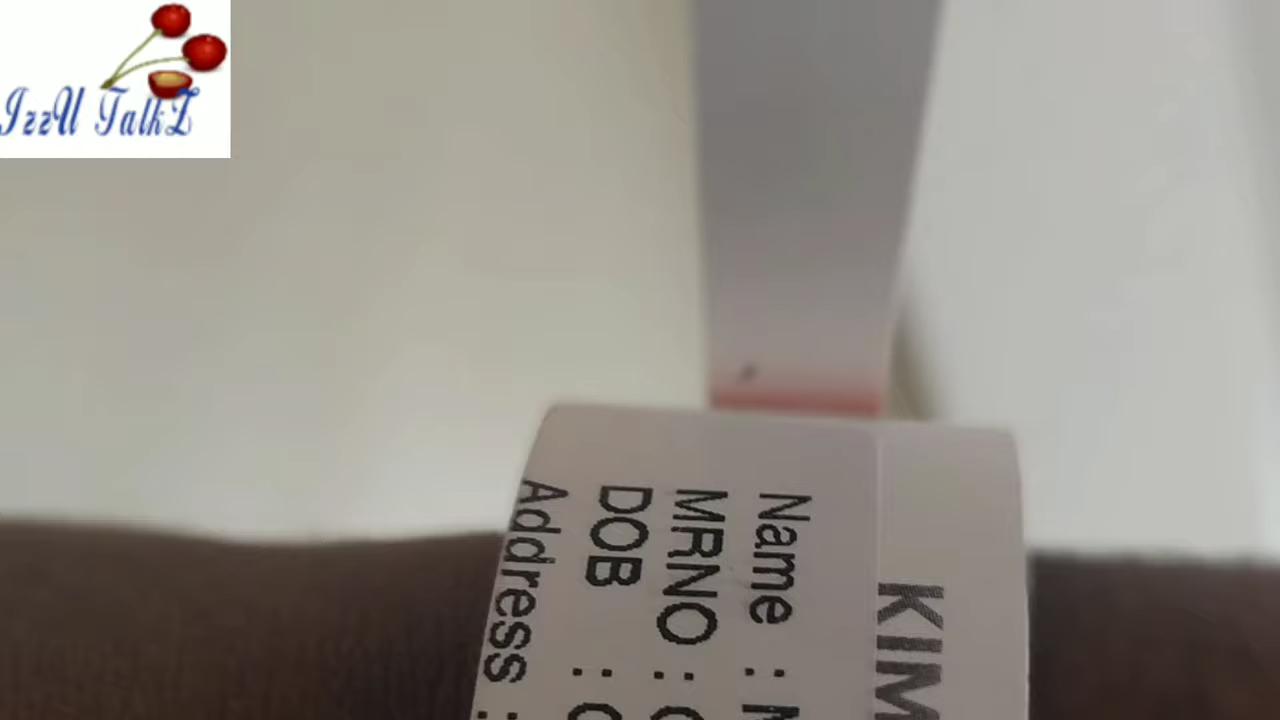 IzzU TalkZ
KIM
Name : M
MRNO :
DOB :
Address :